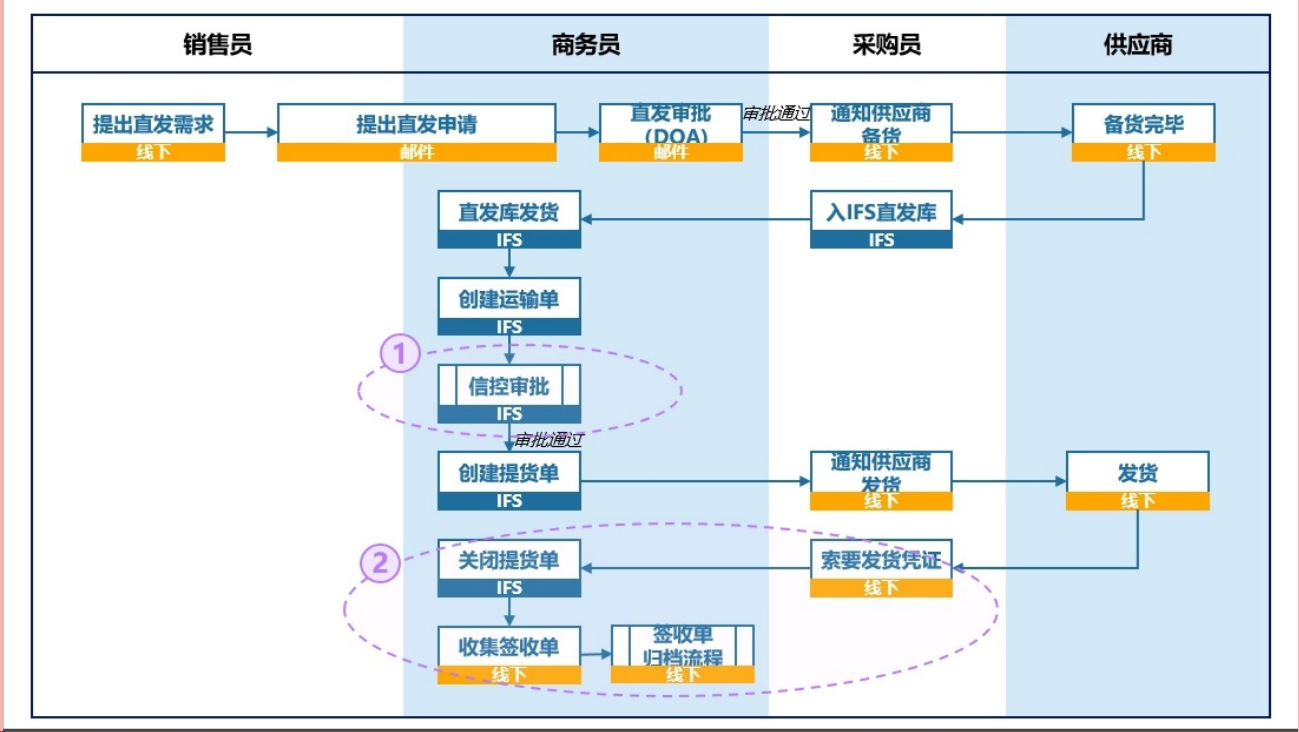 销售员
商务员
采购员
供应商
提出直发需求
线下
提出直发申请
邮件
直发审批
(DOA)
邮件
审批通过
通知供应商
备货
线下
备货完毕
线下
直发库发货
IFS
入IFS直发库
IFS
创建运输单
IFS
1
信控审批
IFS
审批通过
创建提货单
IFS
通知供应商
发货
线下
发货
线下
2
关闭提货单
IFS
索要发货凭证
线下
收集签收单
线下
签收单
归档流程
线下